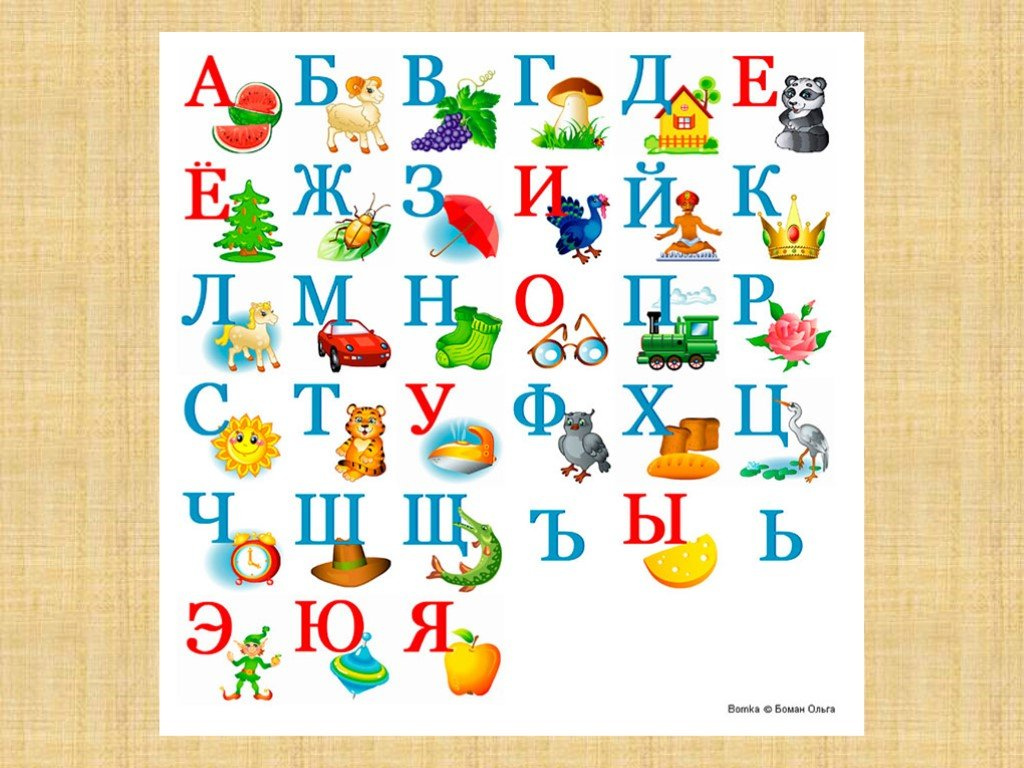 А Б В Г Д Е
Ё Ж З И Й К
Л М Н О П Р
С Т У Ф Х Ц
Ч Ш Щ Ъ Ы Ь
Э Ю Я
Bomka © Боман Ольга